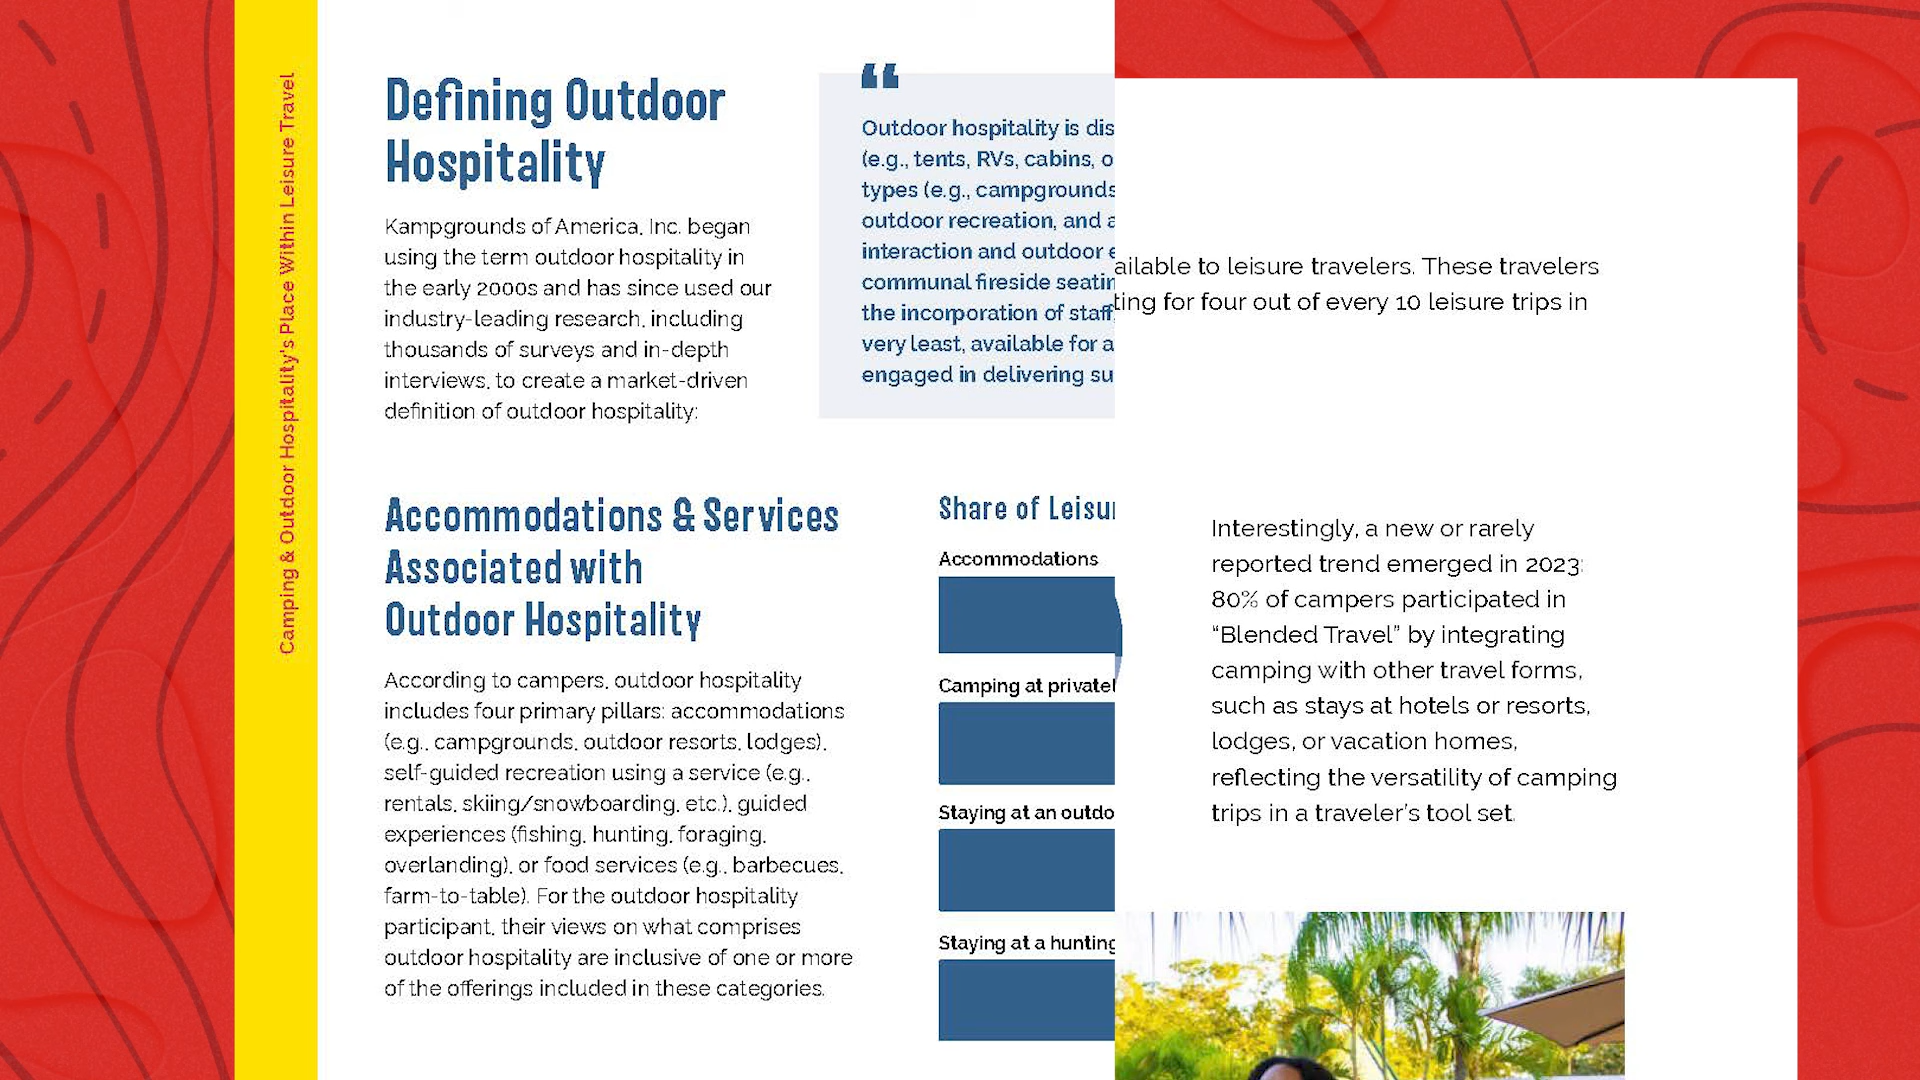 Camping & Outdoor Hospitality's Place Within Leisure Travel
Defining Outdoor
Hospitality
Kampgrounds of America, Inc. began
using the term outdoor hospitality in
the early 2000s and has since used our
industry-leading research, including
thousands of surveys and in-depth
interviews, to create a market-driven
definition of outdoor hospitality:
“
Outdoor hospitality is
(e.g., tents, RVs, cabins,
types (e.g., campgrounds
outdoor recreation, and
interaction and outdoor
communal fireside
the incorporation of staff
very least, available for
engaged in delivering
Accommodations & Services
Associated with
Outdoor Hospitality
According to campers, outdoor hospitality
includes four primary pillars: accommodations
(e.g., campgrounds, outdoor resorts, lodges),
self-guided recreation using a service (e.g.,
rentals, skiing/snowboarding, etc.), guided
experiences (fishing, hunting, foraging,
overlanding), or food services (e.g., barbecues,
farm-to-table). For the outdoor hospitality
participant, their views on what comprises
outdoor hospitality are inclusive of one or more
of the offerings included in these categories.
Share of
Accommodations
Camping at
Staying at an
Staying at a hunting
to leisure travelers. These travelers
for four out of every 10 leisure trips in
Interestingly, a new or rarely
reported trend emerged in 2023:
80% of campers participated in
“Blended Travel” by integrating
camping with other travel forms,
such as stays at hotels or resorts,
lodges, or vacation homes,
reflecting the versatility of camping
trips in a traveler’s tool set.